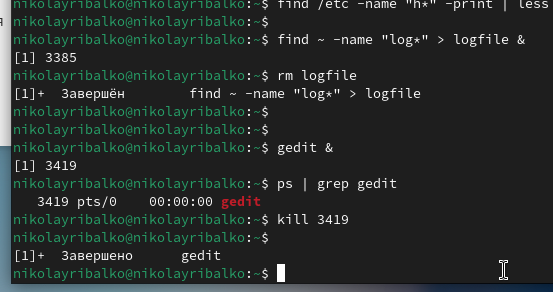 nikolayribalko@nikolayribalko:~$ find /etc -name "h*" -print | less
nikolayribalko@nikolayribalko:~$
nikolayribalko@nikolayribalko:~$ find ~ -name "log*" > logfile &
[1] 3385
nikolayribalko@nikolayribalko:~$ rm logfile
[1]+  Завершён        find ~ -name "log*" > logfile
nikolayribalko@nikolayribalko:~$
nikolayribalko@nikolayribalko:~$
nikolayribalko@nikolayribalko:~$ gedit &
[1] 3419
nikolayribalko@nikolayribalko:~$ ps | grep gedit
   3419 pts/0    00:00:00 gedit
nikolayribalko@nikolayribalko:~$ kill 3419
nikolayribalko@nikolayribalko:~$
[1]+  Завершено      gedit
nikolayribalko@nikolayribalko:~$